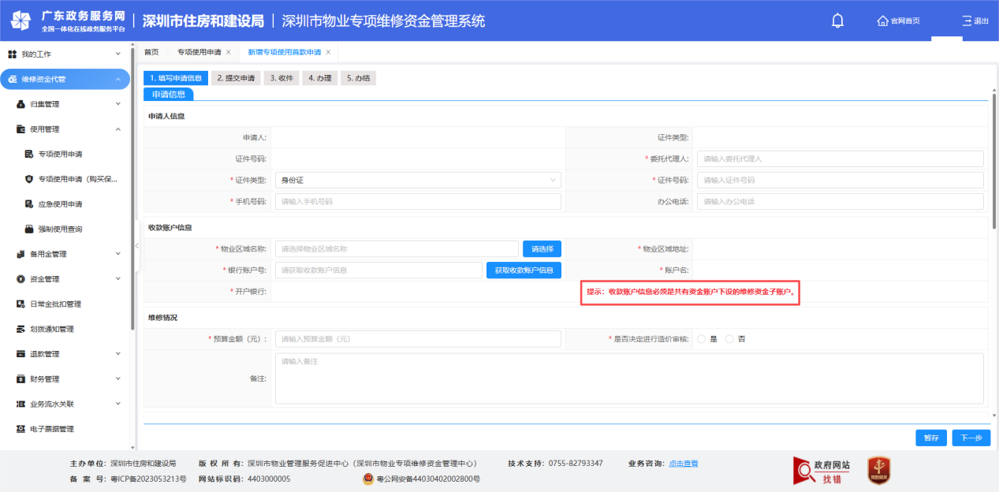 广东政务服务网
全国一体化在线政务服务平台
深圳市住房和建设局
深圳市物业专项维修资金管理系统
官网首页
退出
我的工作
维修资金代管
归集管理
使用管理
专项使用申请
专项使用申请（购买保...
应急使用申请
强制使用查询
备用金管理
资金管理
日常金批扣管理
划拨通知管理
退款管理
财务管理
业务流水关联
电子票据管理
首页 专项使用申请 × 新增专项使用首款申请 ×
1. 填写申请信息 2. 提交申请 3. 收件 4. 办理 5. 办结
申请信息
申请人信息
申请人: 证件类型:
证件号码: * 委托代理人: 请输入委托代理人
* 证件类型: 身份证 * 证件号码: 请输入证件号码
* 手机号码: 请输入手机号码 办公电话: 请输入办公电话
收款账户信息
* 物业区域名称: 请选择物业区域名称 请选择 * 物业区域地址:
* 银行账户号: 请获取收款账户信息 获取收款账户信息 * 账户名:
* 开户银行: 提示：收款账户信息必须是共有资金账户下设的维修资金子账户。
维修情况
* 预算金额（元）: 请输入预算金额（元） * 是否决定进行造价审核: 是 否
备注: 请输入备注
暂存 下一步
主办单位：深圳市住房和建设局 版 权 所 有：深圳市物业管理服务促进中心（深圳市物业专项维修资金管理中心） 技术支持：0755-82793347 业务咨询：点击查看
备 案 号：粤ICP备2023053213号 网站标识码：4403000005 粤公网安备44030402002800号
政府网站
找错
党政机关